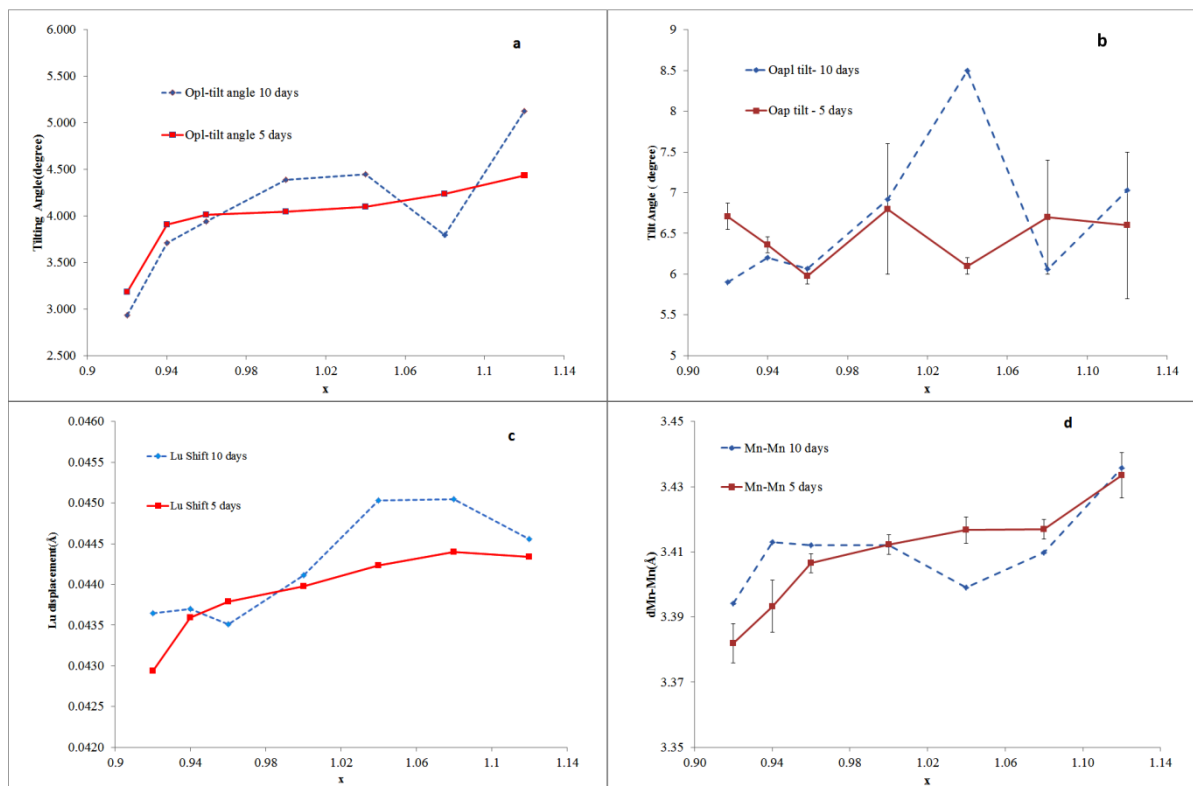 a
6.000
5.500
5.000
4.500
4.000
3.500
3.000
2.500
Tilting Angle(degree)
Opl-tilt angle 10 days
Opl-tilt angle 5 days
0.9 0.94 0.98 1.02 1.06 1.1 1.14
x
b
9
8.5
8
7.5
7
6.5
6
5.5
5
Tilt Angle ( degree)
Oapl tilt- 10 days
Oap tilt - 5 days
0.90 0.94 0.98 1.02 1.06 1.10 1.14
x
c
0.0460
0.0455
0.0450
0.0445
0.0440
0.0435
0.0430
0.0425
0.0420
Lu displacement(Å)
Lu Shift 10 days
Lu Shift 5 days
0.9 0.94 0.98 1.02 1.06 1.1 1.14
x
d
3.45
3.43
3.41
3.39
3.37
3.35
dMn-Mn(Å)
Mn-Mn 10 days
Mn-Mn 5 days
0.90 0.94 0.98 1.02 1.06 1.10 1.14
x